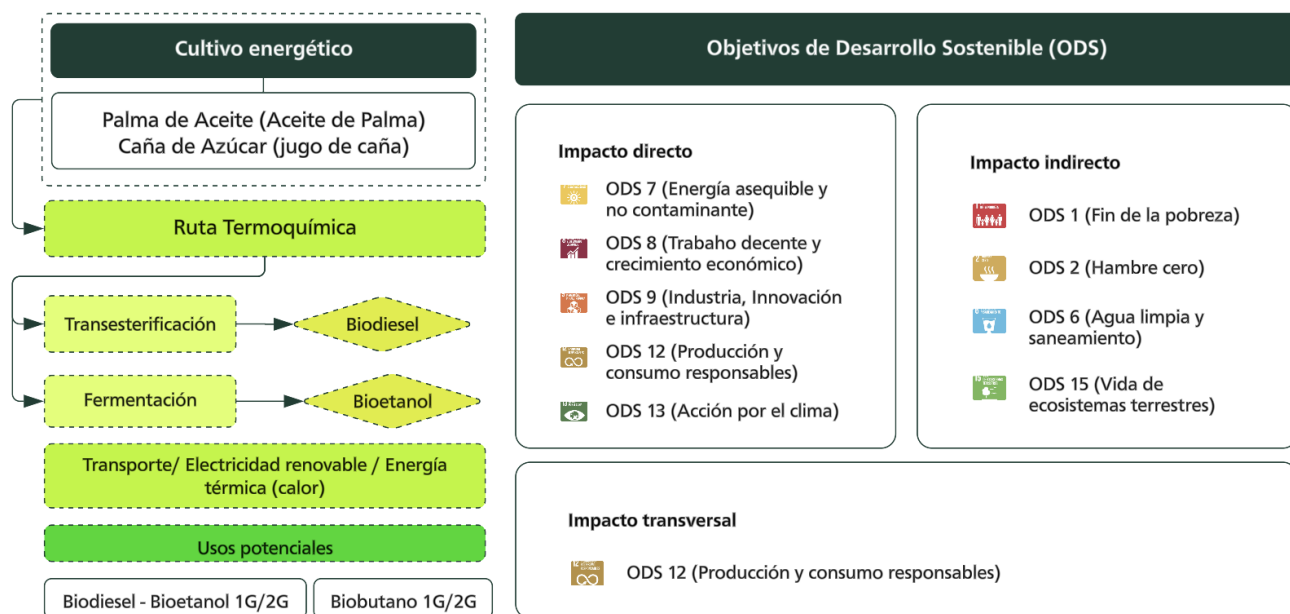 Cultivo energético
Palma de Aceite (Aceite de Palma)
Caña de Azúcar (jugo de caña)
Ruta Termoquímica
Transesterificación
Biodiesel
Fermentación
Bioetanol
Transporte/ Electricidad renovable / Energía
térmica (calor)
Usos potenciales
Biodiesel - Bioetanol 1G/2G
Biobutano 1G/2G
Objetivos de Desarrollo Sostenible (ODS)
Impacto directo
ODS 7 (Energía asequible y
no contaminante)
ODS 8 (Trabaho decente y
crecimiento económico)
ODS 9 (Industria, Innovación
e infraestructura)
ODS 12 (Producción y
consumo responsables)
ODS 13 (Acción por el clima)
Impacto indirecto
ODS 1 (Fin de la pobreza)
ODS 2 (Hambre cero)
ODS 6 (Agua limpia y
saneamiento)
ODS 15 (Vida de
ecosistemas terrestres)
Impacto transversal
ODS 12 (Producción y consumo responsables)